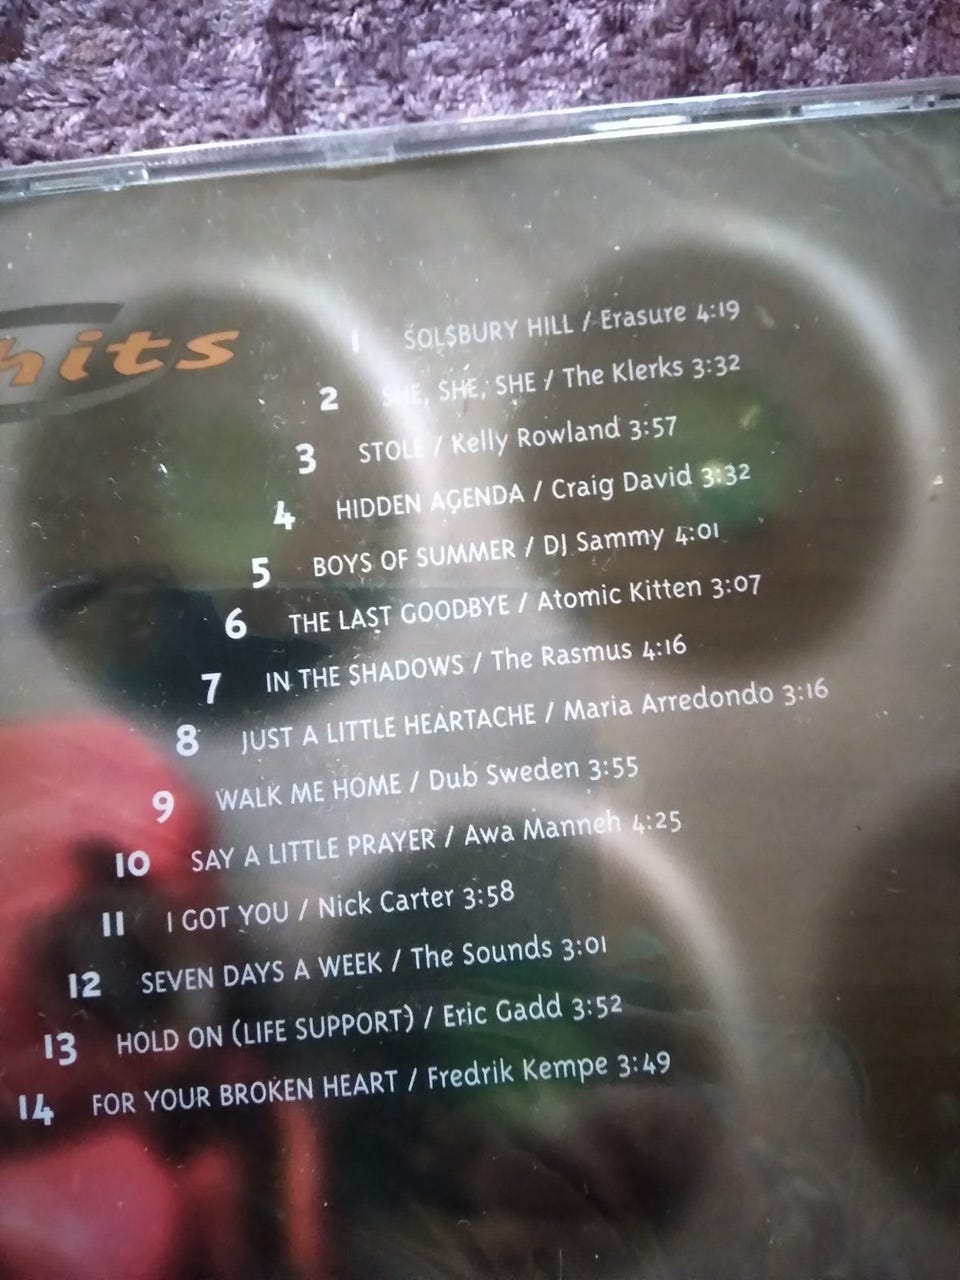 hits
1 SOLSBURY HILL / Erasure 4:19
2 SHE, SHE, SHE / The Klerks 3:32
3 STOLE / Kelly Rowland 3:57
4 HIDDEN AGENDA / Craig David 3:32
5 BOYS OF SUMMER / DJ Sammy 4:01
6 THE LAST GOODBYE / Atomic Kitten 3:07
7 IN THE SHADOWS / The Rasmus 4:16
8 JUST A LITTLE HEARTACHE / Maria Arredondo 3:16
9 WALK ME HOME / Dub Sweden 3:55
10 SAY A LITTLE PRAYER / Awa Manneh 4:25
11 I GOT YOU / Nick Carter 3:58
12 SEVEN DAYS A WEEK / The Sounds 3:01
13 HOLD ON (LIFE SUPPORT) / Eric Gadd 3:52
14 FOR YOUR BROKEN HEART / Fredrik Kempe 3:49